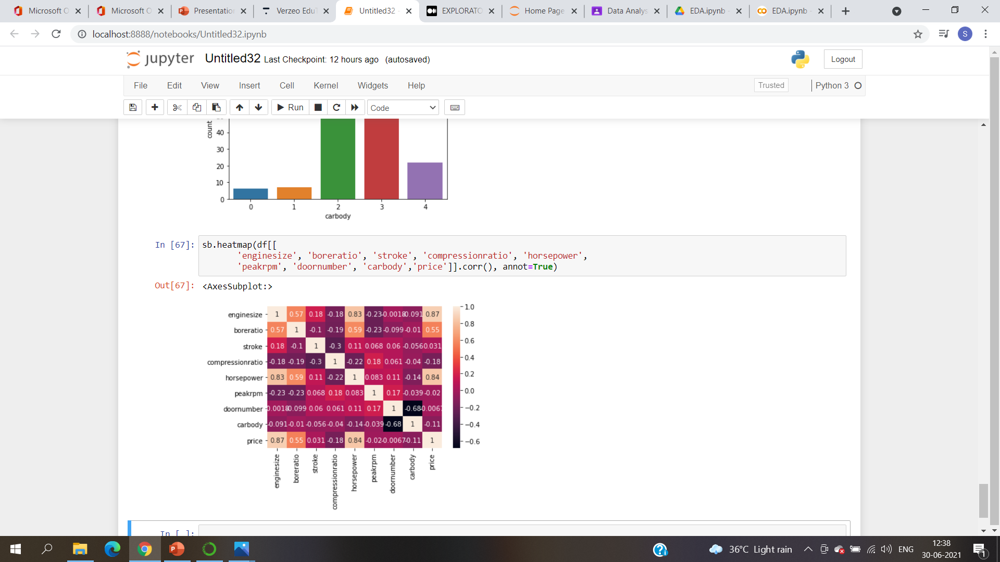 Microsoft O
Microsoft O
Presentation
Verzeo EduT
Untitled32 -
EXPLORATO
Home Page
Data Analys
EDA.ipynb -
EDA.ipynb -
localhost:8888/notebooks/Untitled32.ipynb
S
jupyter Untitled32 Last Checkpoint: 12 hours ago (autosaved)
Logout
File Edit View Insert Cell Kernel Widgets Help
Trusted
Python 3
Run
Code
count
40
30
20
10
0
0 1 2 3 4
carbody
In [67]: sb.heatmap(df[[
'enginesize', 'boreratio', 'stroke', 'compressionratio', 'horsepower',
'peakrpm', 'doornumber', 'carbody','price']].corr(), annot=True)
Out[67]: <AxesSubplot:>
enginesize 1 0.57 0.18 -0.18 0.83 -0.23 -0.0018 -0.091 0.87
boreratio 0.57 1 -0.1 -0.19 0.59 -0.23 -0.099 -0.01 0.55
stroke 0.18 -0.1 1 -0.3 0.11 0.068 0.06 -0.056 0.031
compressionratio -0.18 -0.19 -0.3 1 -0.22 0.18 0.061 -0.04 -0.18
horsepower 0.83 0.59 0.11 -0.22 1 0.083 0.11 -0.14 0.84
peakrpm -0.23 -0.23 0.068 0.18 0.083 1 0.17 -0.039 -0.02
doornumber -0.0018 -0.099 0.06 0.061 0.11 0.17 1 -0.68 -0.0067
carbody -0.091 -0.01 -0.056 -0.04 -0.14 -0.039 -0.68 1 -0.11
price 0.87 0.55 0.031 -0.18 0.84 -0.02 -0.0067 -0.11 1
enginesize
boreratio
stroke
compressionratio
horsepower
peakrpm
doornumber
carbody
price
1.0
0.8
0.6
0.4
0.2
0.0
−0.2
−0.4
−0.6
In [ ]:
36°C Light rain
ENG
12:38
30-06-2021
1